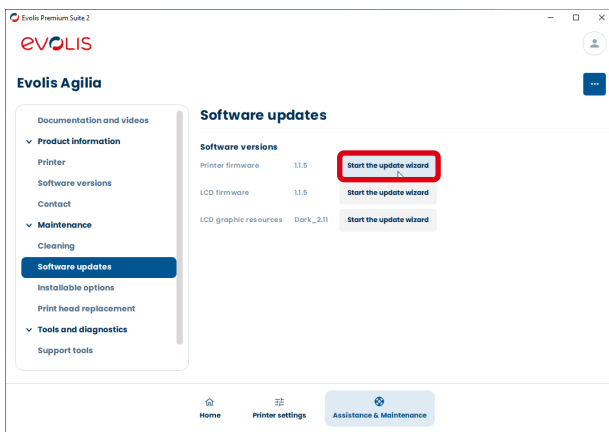 Evolis Premium Suite 2
evolis
Evolis Agilia
Documentation and videos
Product information
Printer
Software versions
Contact
Maintenance
Cleaning
Software updates
Installable options
Print head replacement
Tools and diagnostics
Support tools
Software updates
Software versions
Printer firmware 1.1.5 Start the update wizard
LCD firmware 1.1.5 Start the update wizard
LCD graphic resources Dark_2.11 Start the update wizard
Home Printer settings Assistance & Maintenance